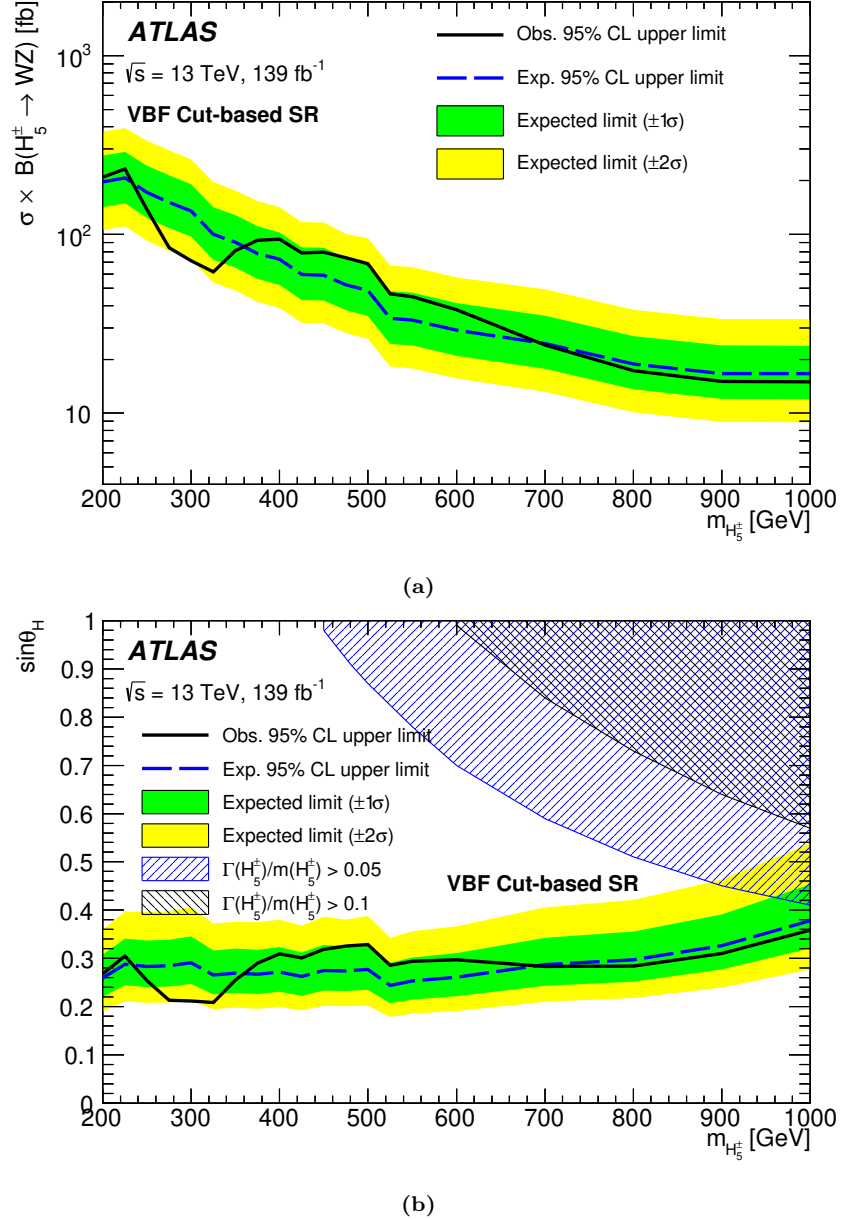 σ × B(H₅± → WZ) [fb]
ATLAS
√s = 13 TeV, 139 fb⁻¹
VBF Cut-based SR
Obs. 95% CL upper limit
Exp. 95% CL upper limit
Expected limit (±1σ)
Expected limit (±2σ)
10³
10²
10
200 300 400 500 600 700 800 900 1000
m_H₅± [GeV]
(a)
sinθ_H
ATLAS
√s = 13 TeV, 139 fb⁻¹
Obs. 95% CL upper limit
Exp. 95% CL upper limit
Expected limit (±1σ)
Expected limit (±2σ)
Γ(H₅±)/m(H₅±) > 0.05
Γ(H₅±)/m(H₅±) > 0.1
VBF Cut-based SR
1
0.9
0.8
0.7
0.6
0.5
0.4
0.3
0.2
0.1
0
200 300 400 500 600 700 800 900 1000
m_H₅± [GeV]
(b)